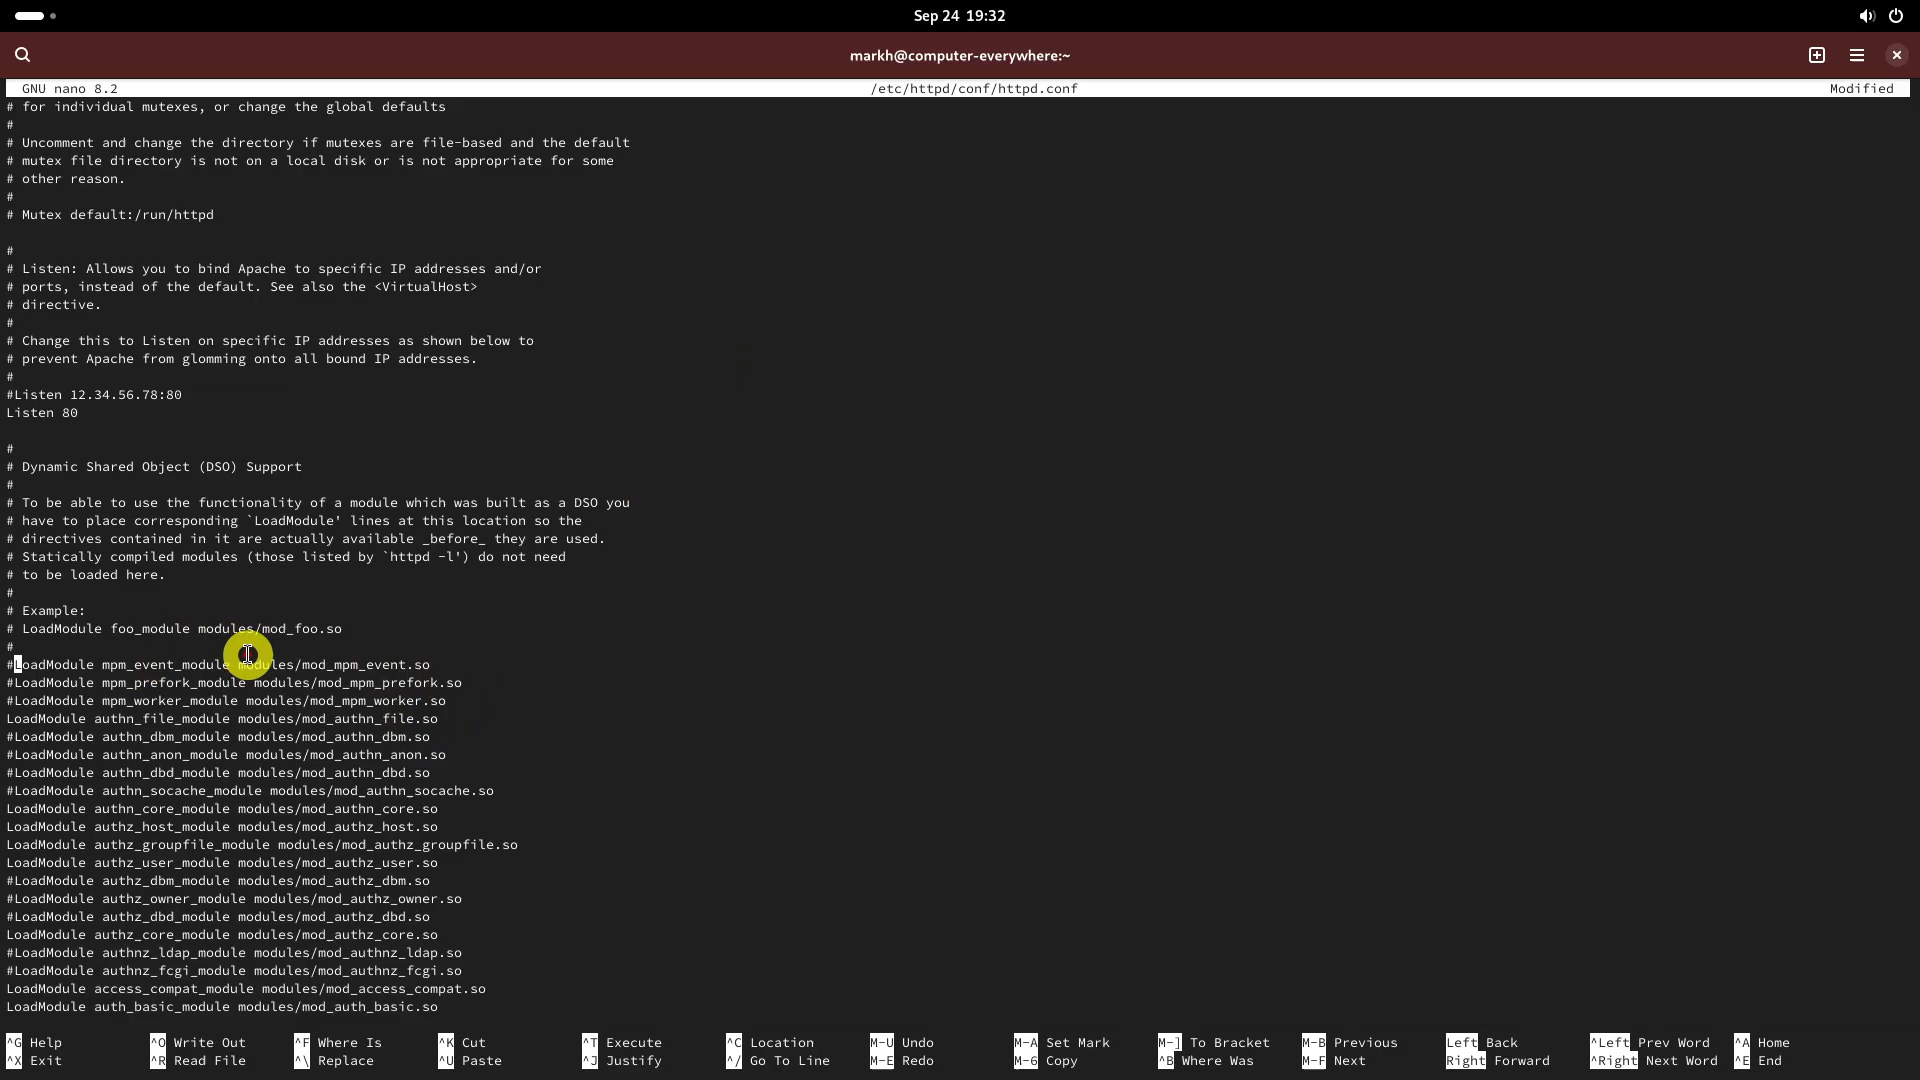 Sep 24 19:32
markh@computer-everywhere:~
GNU nano 8.2 /etc/httpd/conf/httpd.conf Modified
# for individual mutexes, or change the global defaults
#
# Uncomment and change the directory if mutexes are file-based and the default
# mutex file directory is not on a local disk or is not appropriate for some
# other reason.
#
# Mutex default:/run/httpd
#
# Listen: Allows you to bind Apache to specific IP addresses and/or
# ports, instead of the default. See also the <VirtualHost>
# directive.
#
# Change this to Listen on specific IP addresses as shown below to
# prevent Apache from glomming onto all bound IP addresses.
#
#Listen 12.34.56.78:80
Listen 80
#
# Dynamic Shared Object (DSO) Support
#
# To be able to use the functionality of a module which was built as a DSO you
# have to place corresponding `LoadModule' lines at this location so the
# directives contained in it are actually available _before_ they are used.
# Statically compiled modules (those listed by `httpd -l') do not need
# to be loaded here.
#
# Example:
# LoadModule foo_module modules/mod_foo.so
#
#LoadModule mpm_event_module modules/mod_mpm_event.so
#LoadModule mpm_prefork_module modules/mod_mpm_prefork.so
#LoadModule mpm_worker_module modules/mod_mpm_worker.so
LoadModule authn_file_module modules/mod_authn_file.so
#LoadModule authn_dbm_module modules/mod_authn_dbm.so
#LoadModule authn_anon_module modules/mod_authn_anon.so
#LoadModule authn_dbd_module modules/mod_authn_dbd.so
#LoadModule authn_socache_module modules/mod_authn_socache.so
LoadModule authn_core_module modules/mod_authn_core.so
LoadModule authz_host_module modules/mod_authz_host.so
LoadModule authz_groupfile_module modules/mod_authz_groupfile.so
LoadModule authz_user_module modules/mod_authz_user.so
#LoadModule authz_dbm_module modules/mod_authz_dbm.so
#LoadModule authz_owner_module modules/mod_authz_owner.so
#LoadModule authz_dbd_module modules/mod_authz_dbd.so
LoadModule authz_core_module modules/mod_authz_core.so
#LoadModule authnz_ldap_module modules/mod_authnz_ldap.so
#LoadModule authnz_fcgi_module modules/mod_authnz_fcgi.so
LoadModule access_compat_module modules/mod_access_compat.so
LoadModule auth_basic_module modules/mod_auth_basic.so
^G Help ^O Write Out ^F Where Is ^K Cut ^T Execute ^C Location M-U Undo M-A Set Mark M-] To Bracket M-B Previous Left Back ^Left Prev Word ^A Home
^X Exit ^R Read File ^\ Replace ^U Paste ^J Justify ^/ Go To Line M-E Redo M-6 Copy ^B Where Was M-F Next Right Forward ^Right Next Word ^E End